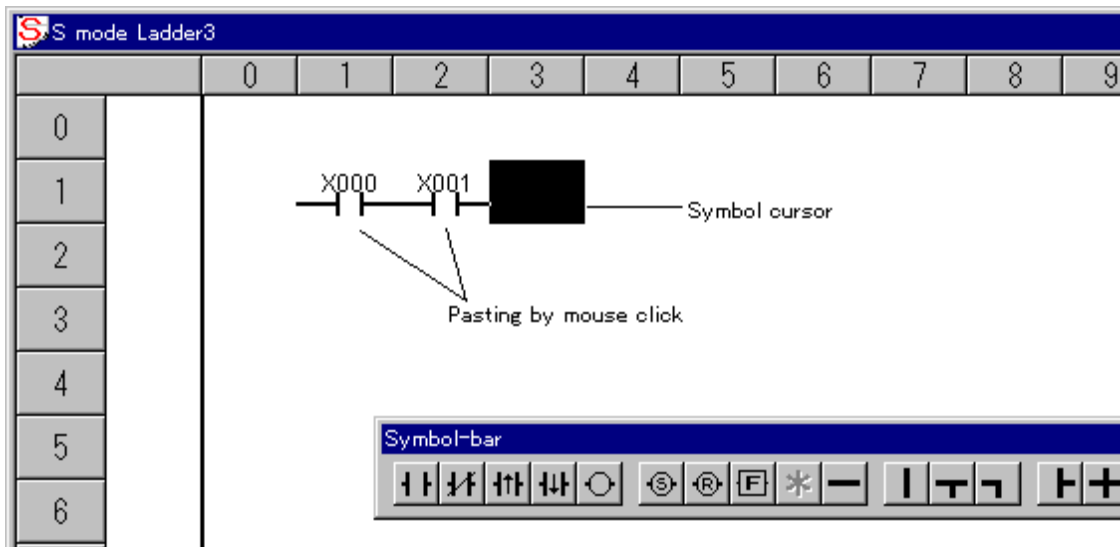 S mode Ladder3
0 1 2 3 4 5 6 7 8 9
0
1 X000 X001 Symbol cursor
2
3 Pasting by mouse click
4
5 Symbol-bar
S R F
6